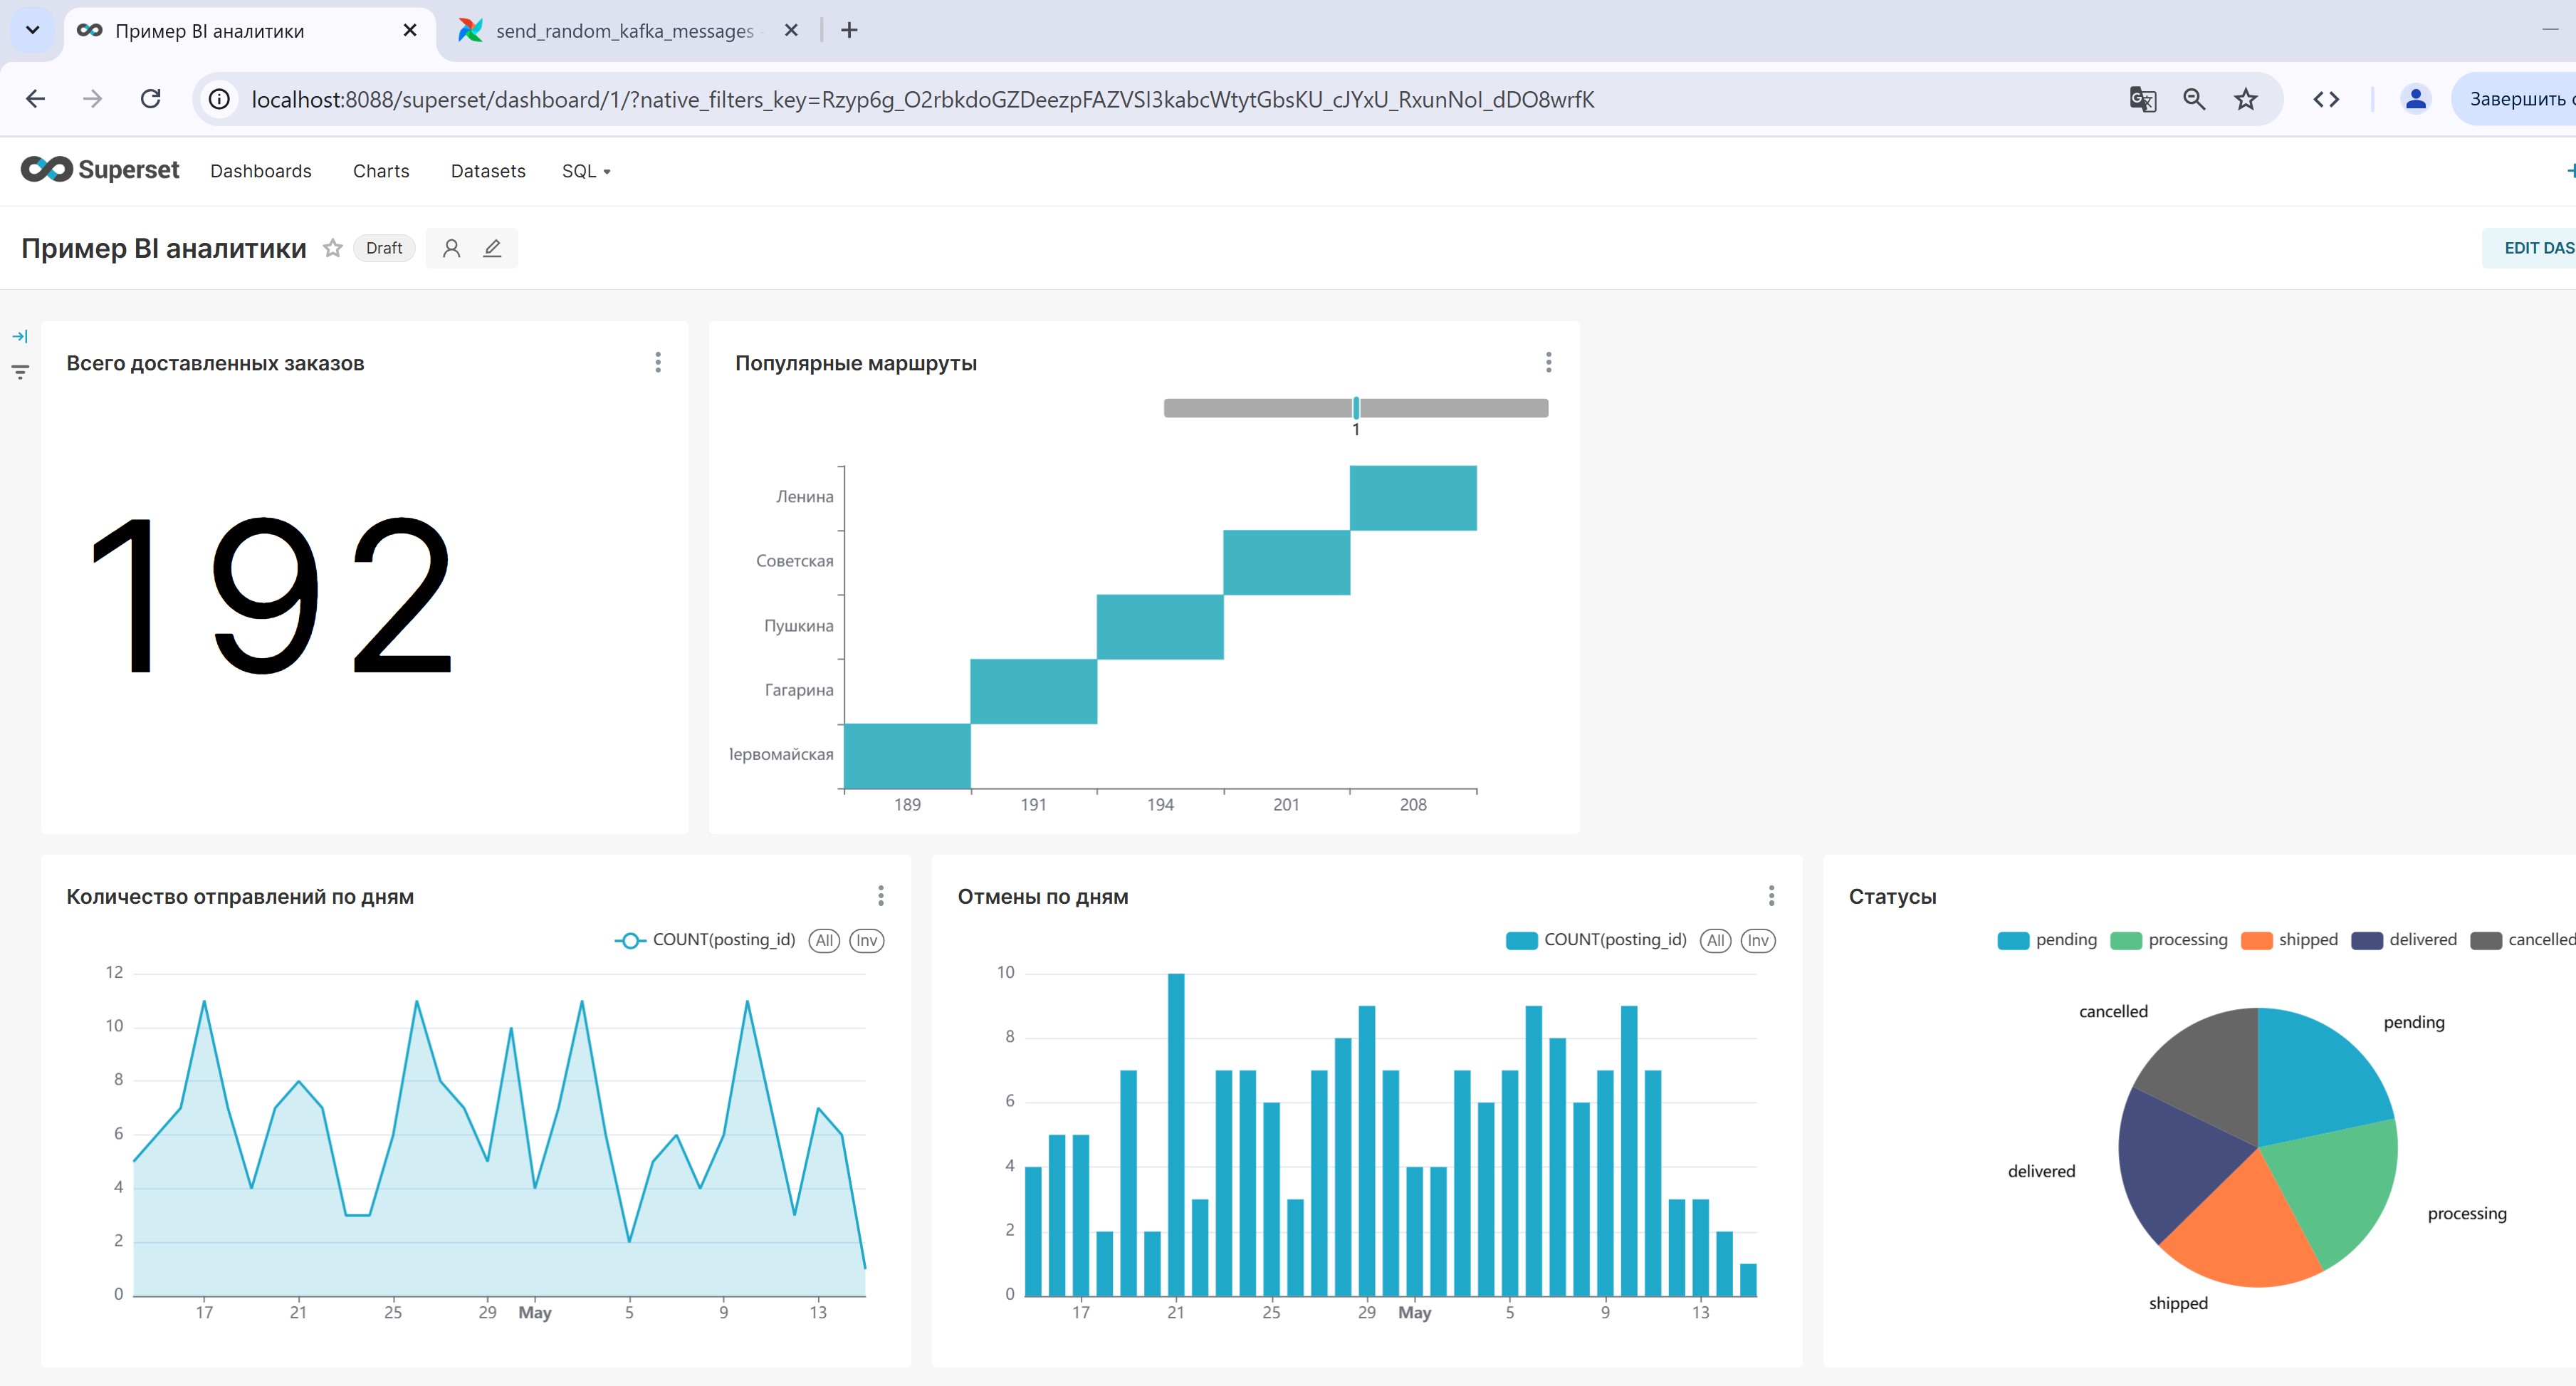 Пример BI аналитики
send_random_kafka_messages
localhost:8088/superset/dashboard/1/?native_filters_key=Rzyp6g_O2rbkdoGZDeezpFAZVSI3kabcWtytGbsKU_cJYxU_RxunNoI_dDO8wrfK
Завершить
Superset Dashboards Charts Datasets SQL
Пример BI аналитики Draft
EDIT DAS
Всего доставленных заказов
192
Популярные маршруты
1
Ленина
Советская
Пушкина
Гагарина
ервомайская
189 191 194 201 208
Количество отправлений по дням
COUNT(posting_id) All Inv
12
10
8
6
4
2
0
17 21 25 29 May 5 9 13
Отмены по дням
COUNT(posting_id) All Inv
10
8
6
4
2
0
17 21 25 29 May 5 9 13
Статусы
pending processing shipped delivered cancelled
cancelled
pending
delivered
processing
shipped